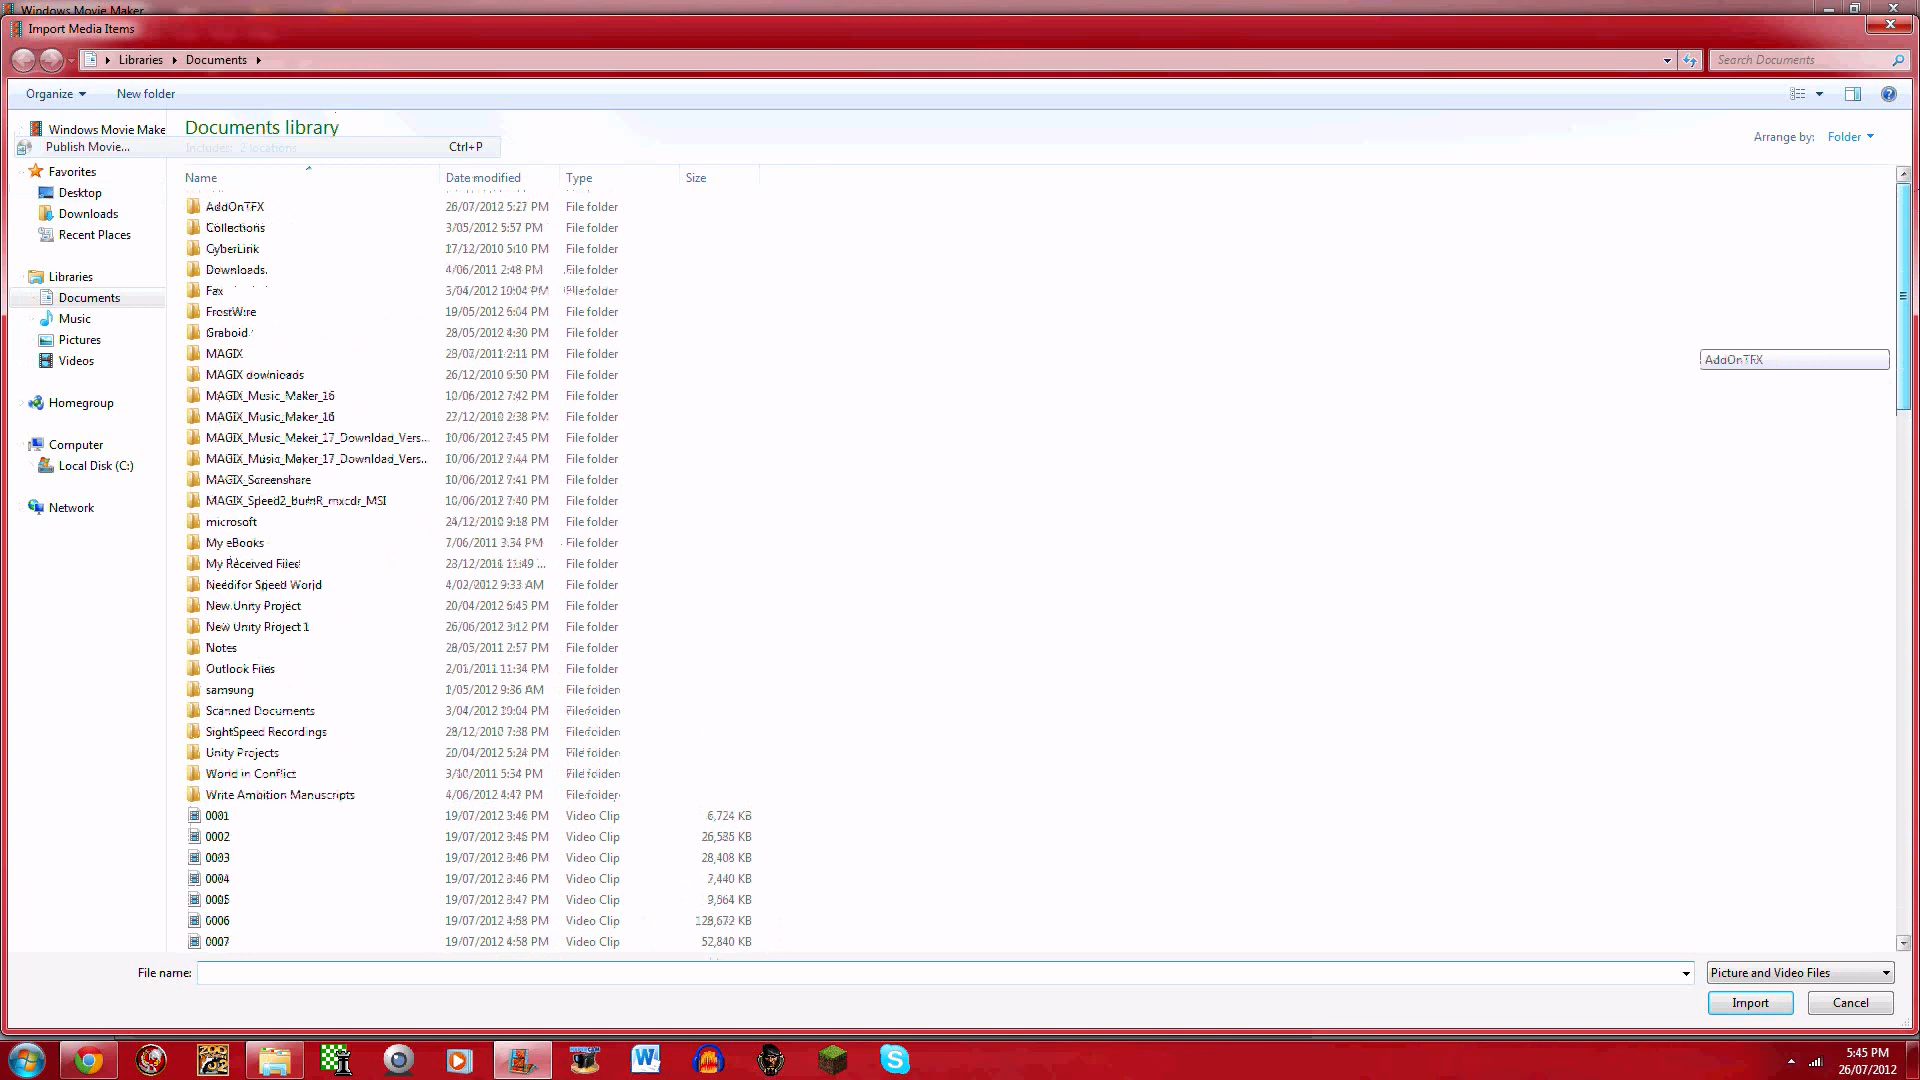 Windows Movie Maker
Import Media Items
Libraries Documents
Search Documents
Organize New folder
Windows Movie Make
Publish Movie... Ctrl+P
Documents library
Includes: 2 locations
Arrange by: Folder
Favorites
Desktop
Downloads
Recent Places
Libraries
Documents
Music
Pictures
Videos
Homegroup
Computer
Local Disk (C:)
Network
Name Date modified Type Size
AddOnTFX 26/07/2012 5:27 PM File folder
Collections 3/05/2012 5:57 PM File folder
CyberLink 17/12/2010 5:10 PM File folder
Downloads 4/06/2011 2:48 PM File folder
Fax 3/04/2012 10:04 PM File folder
FrostWire 19/05/2012 6:04 PM File folder
Graboid 28/05/2012 4:30 PM File folder
MAGIX 28/07/2011 2:11 PM File folder
MAGIX downloads 26/12/2010 6:50 PM File folder
MAGIX_Music_Maker_15 10/06/2012 7:42 PM File folder
MAGIX_Music_Maker_16 27/12/2010 2:38 PM File folder
MAGIX_Music_Maker_17_Download_Vers... 10/06/2012 7:45 PM File folder
MAGIX_Music_Maker_17_Download_Vers... 10/06/2012 7:44 PM File folder
MAGIX_Screenshare 10/06/2012 7:41 PM File folder
MAGIX_Speed2_burnR_mxcdr_MSI 10/06/2012 7:40 PM File folder
microsoft 24/12/2010 9:18 PM File folder
My eBooks 7/06/2011 3:34 PM File folder
My Received Files 23/12/2011 11:49 ... File folder
Need for Speed World 4/02/2012 9:33 AM File folder
New Unity Project 20/04/2012 6:45 PM File folder
New Unity Project 1 26/06/2012 3:12 PM File folder
Notes 28/05/2011 2:57 PM File folder
Outlook Files 2/01/2011 11:34 PM File folder
samsung 1/05/2012 9:36 AM File folder
Scanned Documents 3/04/2012 10:04 PM File folder
SightSpeed Recordings 28/12/2010 7:38 PM File folder
Unity Projects 20/04/2012 5:24 PM File folder
World in Conflict 3/10/2011 5:34 PM File folder
Write Ambition Manuscripts 4/06/2012 4:47 PM File folder
0001 19/07/2012 3:46 PM Video Clip 6,724 KB
0002 19/07/2012 3:46 PM Video Clip 26,585 KB
0003 19/07/2012 3:46 PM Video Clip 28,408 KB
0004 19/07/2012 3:46 PM Video Clip 7,440 KB
0005 19/07/2012 3:47 PM Video Clip 9,564 KB
0006 19/07/2012 4:58 PM Video Clip 128,672 KB
0007 19/07/2012 4:58 PM Video Clip 52,840 KB
AddOnTFX
File name: Picture and Video Files
Import Cancel
5:45 PM
26/07/2012